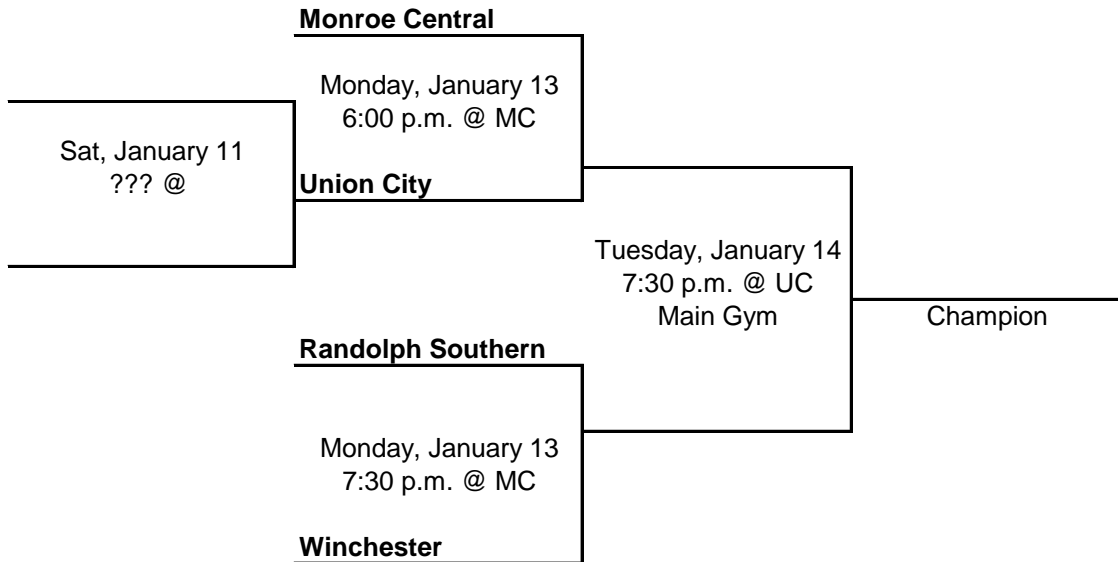 Monroe Central
Monday, January 13
6:00 p.m. @ MC
Sat, January 11
??? @
Union City
Tuesday, January 14
7:30 p.m. @ UC
Main Gym
Champion
Randolph Southern
Monday, January 13
7:30 p.m. @ MC
Winchester